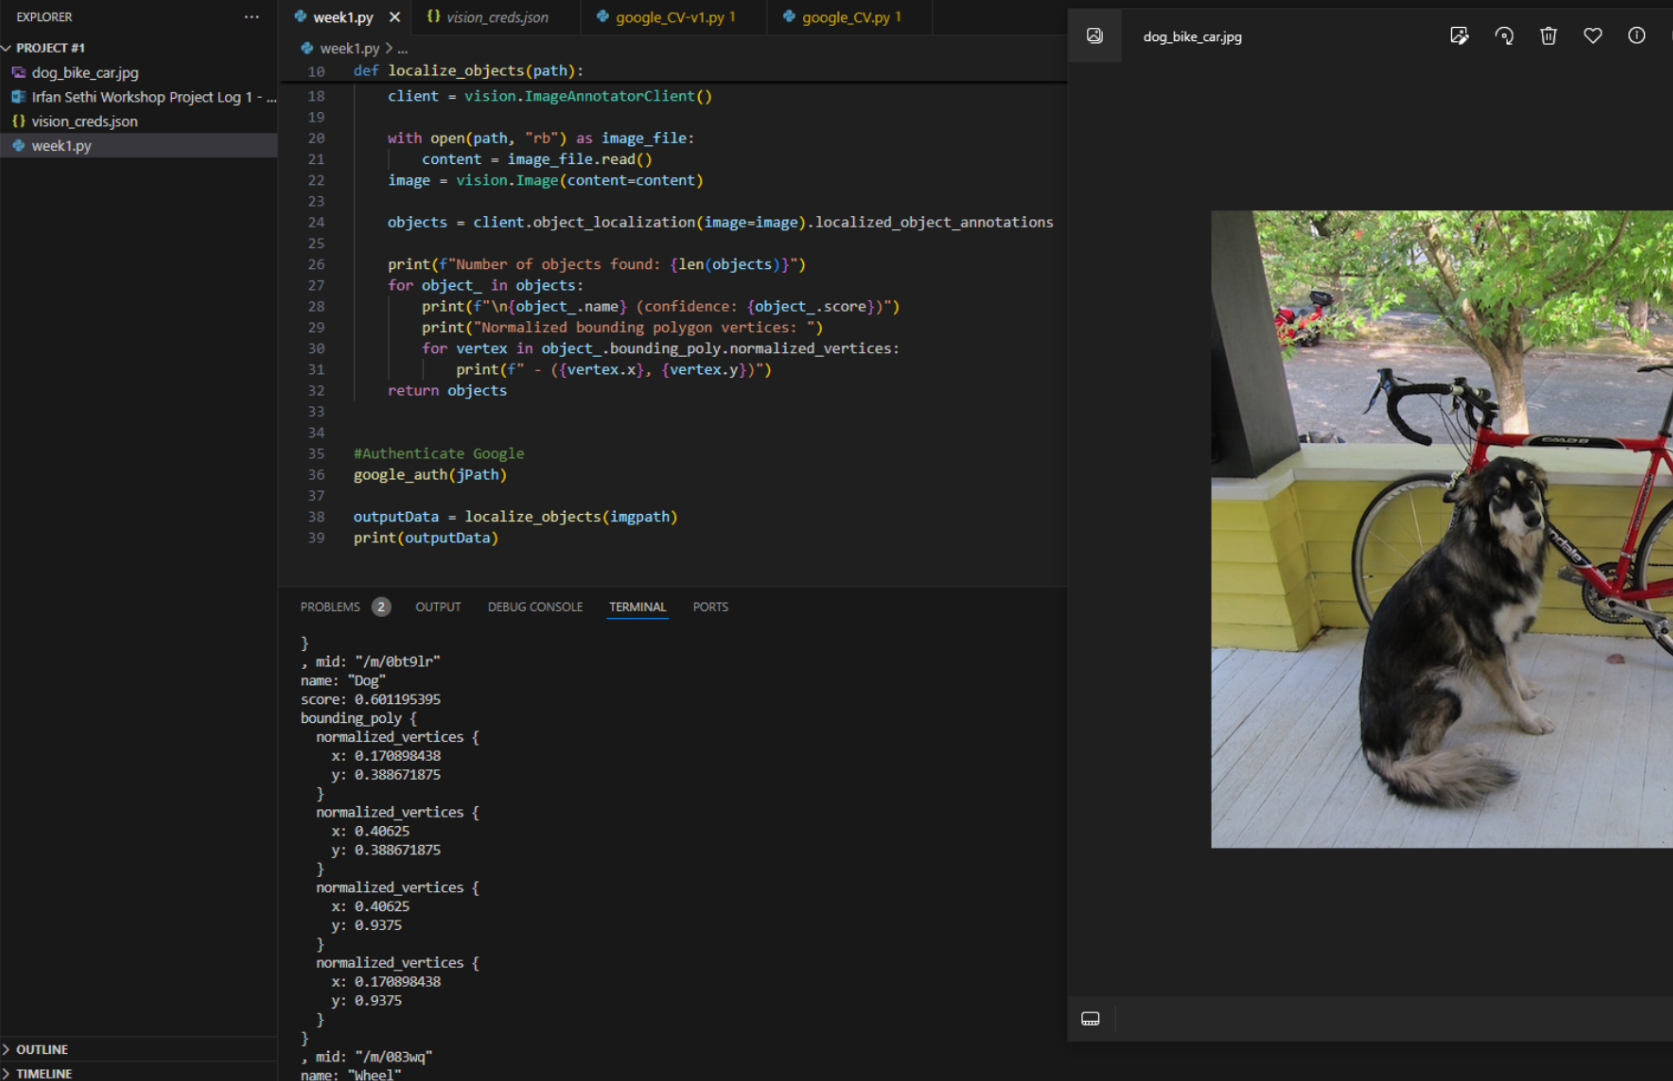 EXPLORER
PROJECT #1
dog_bike_car.jpg
Irfan Sethi Workshop Project Log 1 - ...
{} vision_creds.json
week1.py
OUTLINE
TIMELINE
week1.py
{} vision_creds.json
google_CV-v1.py 1
google_CV.py 1
week1.py > ...
10 def localize_objects(path):
18 client = vision.ImageAnnotatorClient()
19
20 with open(path, "rb") as image_file:
21 content = image_file.read()
22 image = vision.Image(content=content)
23
24 objects = client.object_localization(image=image).localized_object_annotations
25
26 print(f"Number of objects found: {len(objects)}")
27 for object_ in objects:
28 print(f"\n{object_.name} (confidence: {object_.score})")
29 print("Normalized bounding polygon vertices: ")
30 for vertex in object_.bounding_poly.normalized_vertices:
31 print(f" - ({vertex.x}, {vertex.y})")
32 return objects
33
34
35 #Authenticate Google
36 google_auth(jPath)
37
38 outputData = localize_objects(imgpath)
39 print(outputData)
PROBLEMS 2 OUTPUT DEBUG CONSOLE TERMINAL PORTS
}
, mid: "/m/0bt9lr"
name: "Dog"
score: 0.601195395
bounding_poly {
normalized_vertices {
x: 0.170898438
y: 0.388671875
}
normalized_vertices {
x: 0.40625
y: 0.388671875
}
normalized_vertices {
x: 0.40625
y: 0.9375
}
normalized_vertices {
x: 0.170898438
y: 0.9375
}
}
, mid: "/m/083wq"
name: "Wheel"
dog_bike_car.jpg
CAAD8
ndale